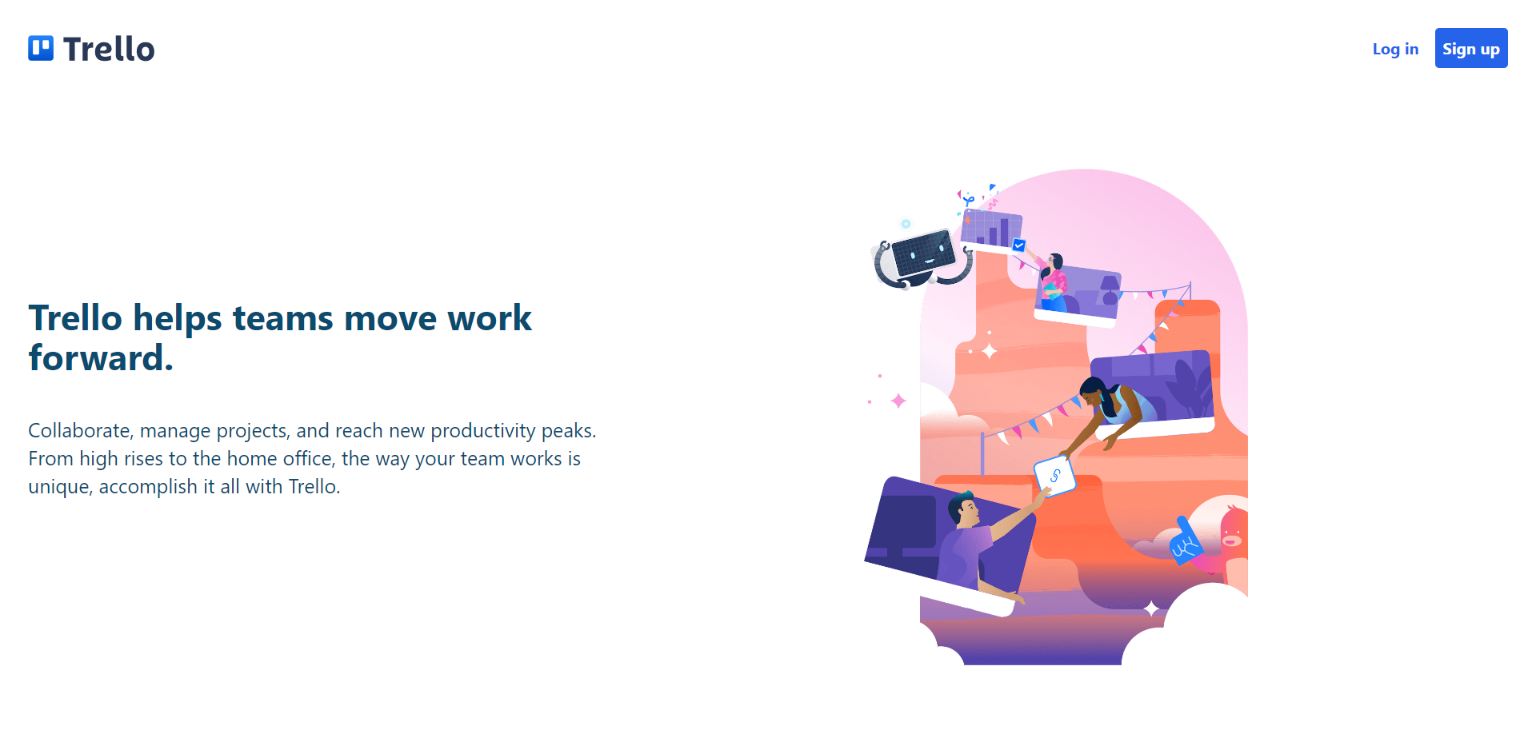 Trello
Log in
Sign up
Trello helps teams move work
forward.
Collaborate, manage projects, and reach new productivity peaks.
From high rises to the home office, the way your team works is
unique, accomplish it all with Trello.